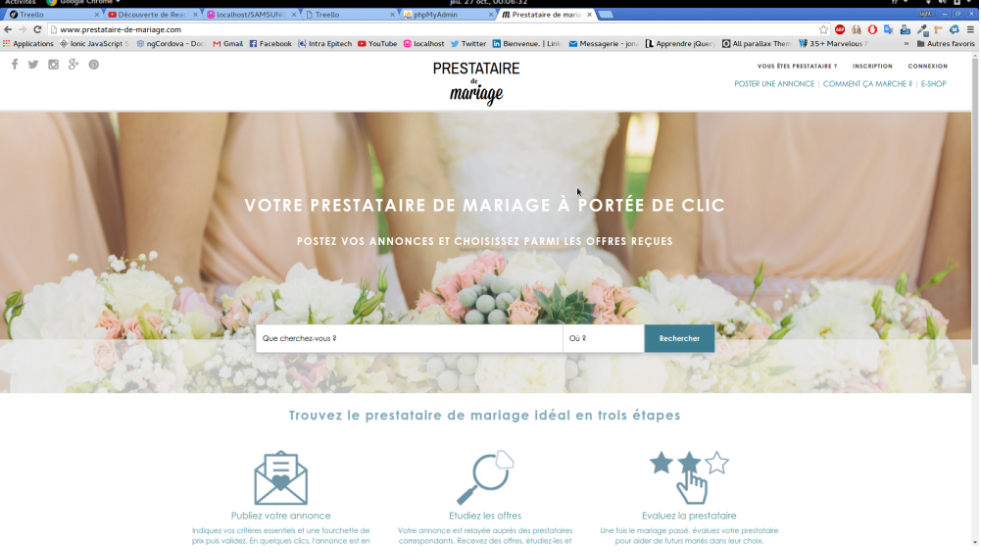 Activités Google Chrome jeu. 27 oct., 00:06:32 fr
Treello Découverte de Rea localhost/SAMSUN Treello phpMyAdmin Prestataire de maria
www.prestataire-de-mariage.com
Applications Ionic JavaScript S ngCordova - Doc Gmail Facebook Intra Epitech YouTube localhost Twitter Bienvenue. | Link Messagerie - jona Apprendre jQuery All parallax Them 35+ Marvelous F » Autres favoris
VOUS ÊTES PRESTATAIRE ? INSCRIPTION CONNEXION
POSTER UNE ANNONCE | COMMENT ÇA MARCHE ? | E-SHOP
PRESTATAIRE
de
mariage
VOTRE PRESTATAIRE DE MARIAGE À PORTÉE DE CLIC
POSTEZ VOS ANNONCES ET CHOISISSEZ PARMI LES OFFRES REÇUES
Que cherchez-vous ? Où ? Rechercher
Trouvez le prestataire de mariage idéal en trois étapes
Publiez votre annonce
Indiquez vos critères essentiels et une fourchette de
prix puis validez. En quelques clics, l'annonce est en
Etudiez les offres
Votre annonce est relayée auprès des prestataires
correspondants. Recevez des offres, étudiez-les et
Evaluez la prestataire
Une fois le mariage passé, évaluez votre prestataire
pour aider de futurs mariés dans leur choix.